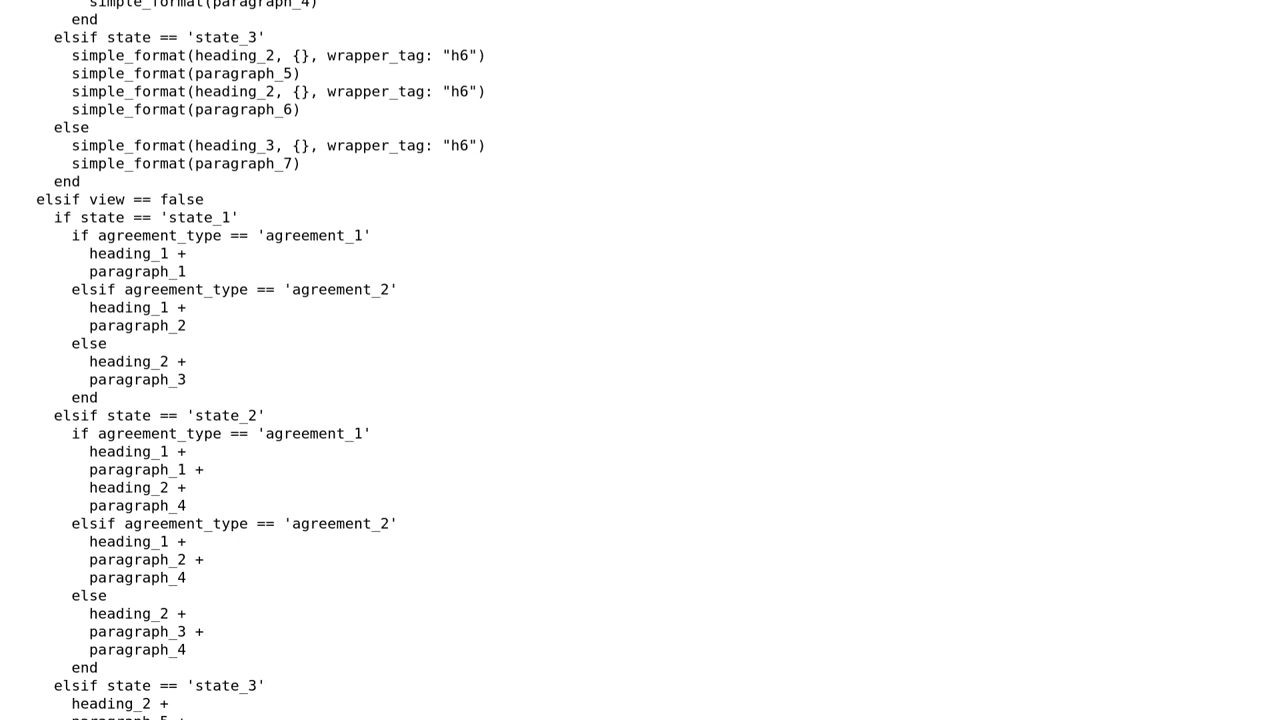 simple_format(paragraph_4)
end
elsif state == 'state_3'
simple_format(heading_2, {}, wrapper_tag: "h6")
simple_format(paragraph_5)
simple_format(heading_2, {}, wrapper_tag: "h6")
simple_format(paragraph_6)
else
simple_format(heading_3, {}, wrapper_tag: "h6")
simple_format(paragraph_7)
end
elsif view == false
if state == 'state_1'
if agreement_type == 'agreement_1'
heading_1 +
paragraph_1
elsif agreement_type == 'agreement_2'
heading_1 +
paragraph_2
else
heading_2 +
paragraph_3
end
elsif state == 'state_2'
if agreement_type == 'agreement_1'
heading_1 +
paragraph_1 +
heading_2 +
paragraph_4
elsif agreement_type == 'agreement_2'
heading_1 +
paragraph_2 +
paragraph_4
else
heading_2 +
paragraph_3 +
paragraph_4
end
elsif state == 'state_3'
heading_2 +
paragraph_5 +